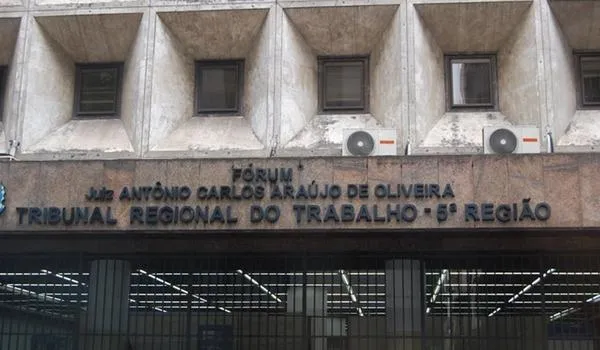 FÓRUM
Juiz ANTÔNIO CARLOS ARAÚJO DE OLIVEIRA
TRIBUNAL REGIONAL DO TRABALHO - 5ª REGIÃO